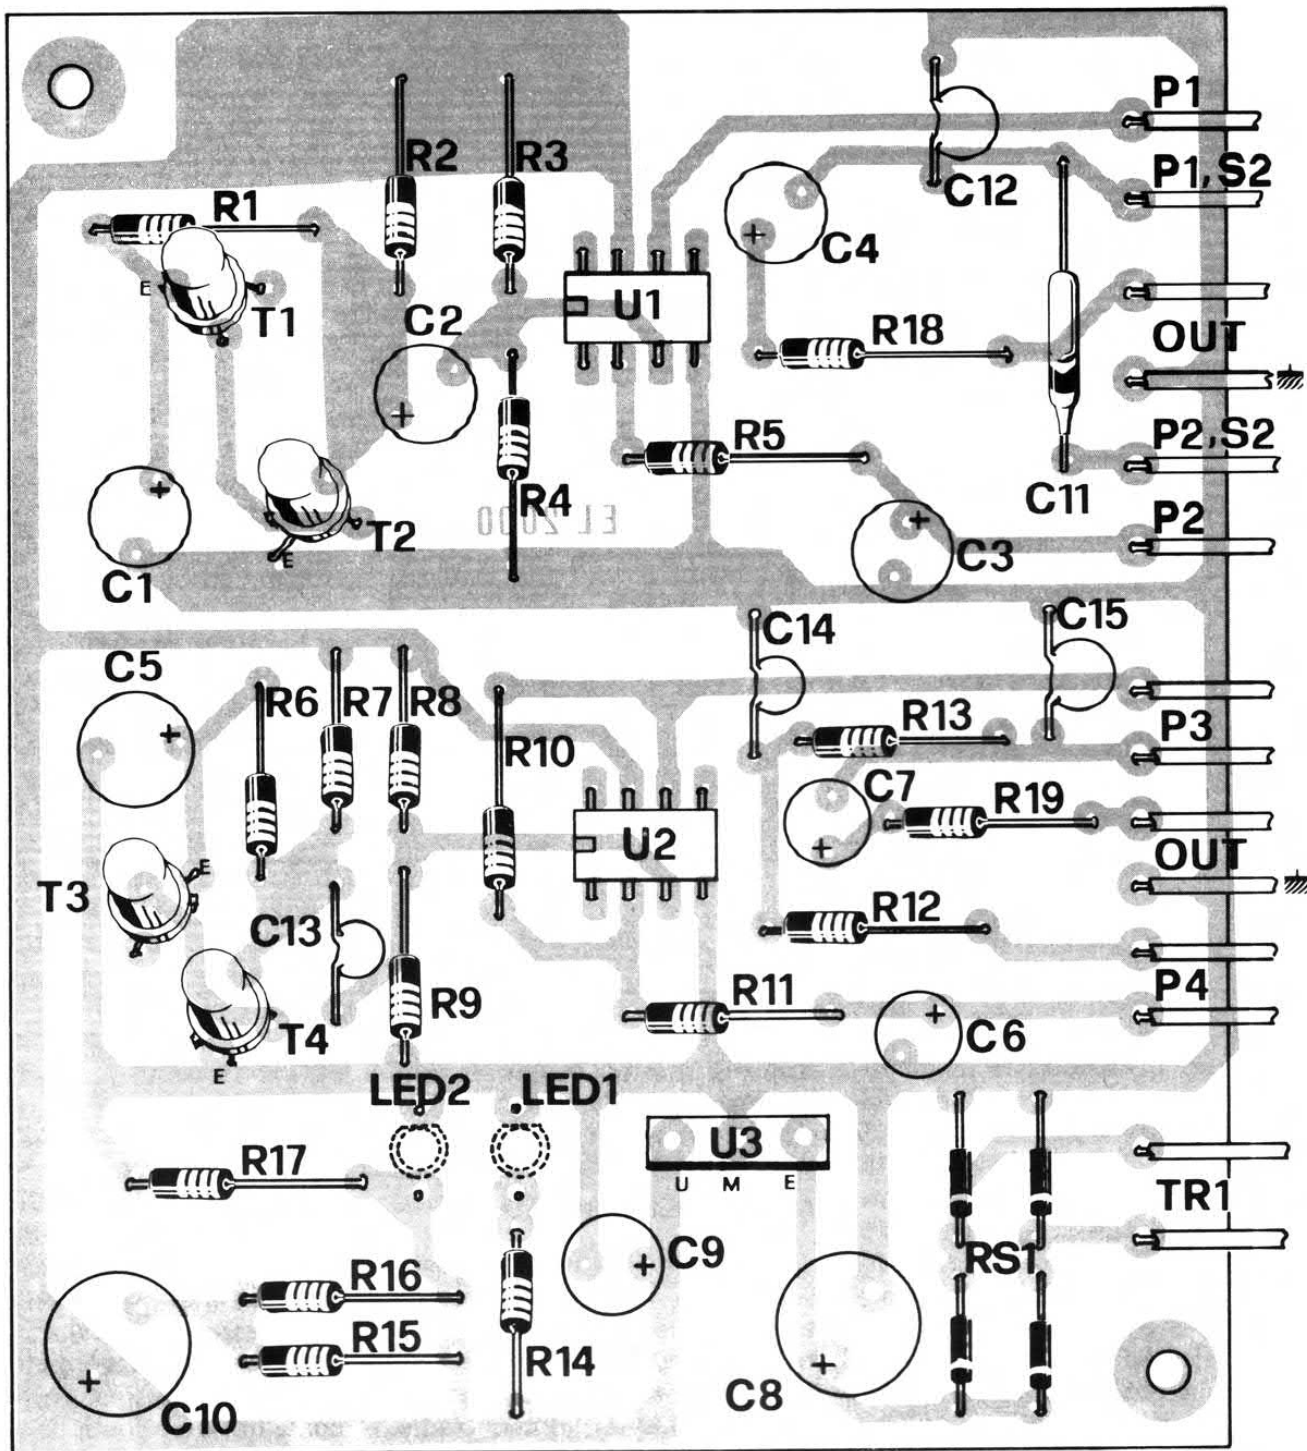 P1
R2
R3
P1,S2
C12
R1
C4
E
T1
+
U1
C2
R18
OUT
+
R5
P2,S2
R4
C11
+
EL 2000
+
P2
T2
C3
C1
E
C14
C15
C5
R6
R7
R8
+
R13
P3
R10
C7
R19
U2
+
OUT
E
T3
R12
C13
R9
R11
P4
+
C6
T4
E
LED2
LED1
U3
R17
U M E
TR1
C9
+
RS1
R16
R15
R14
+
+
C8
C10